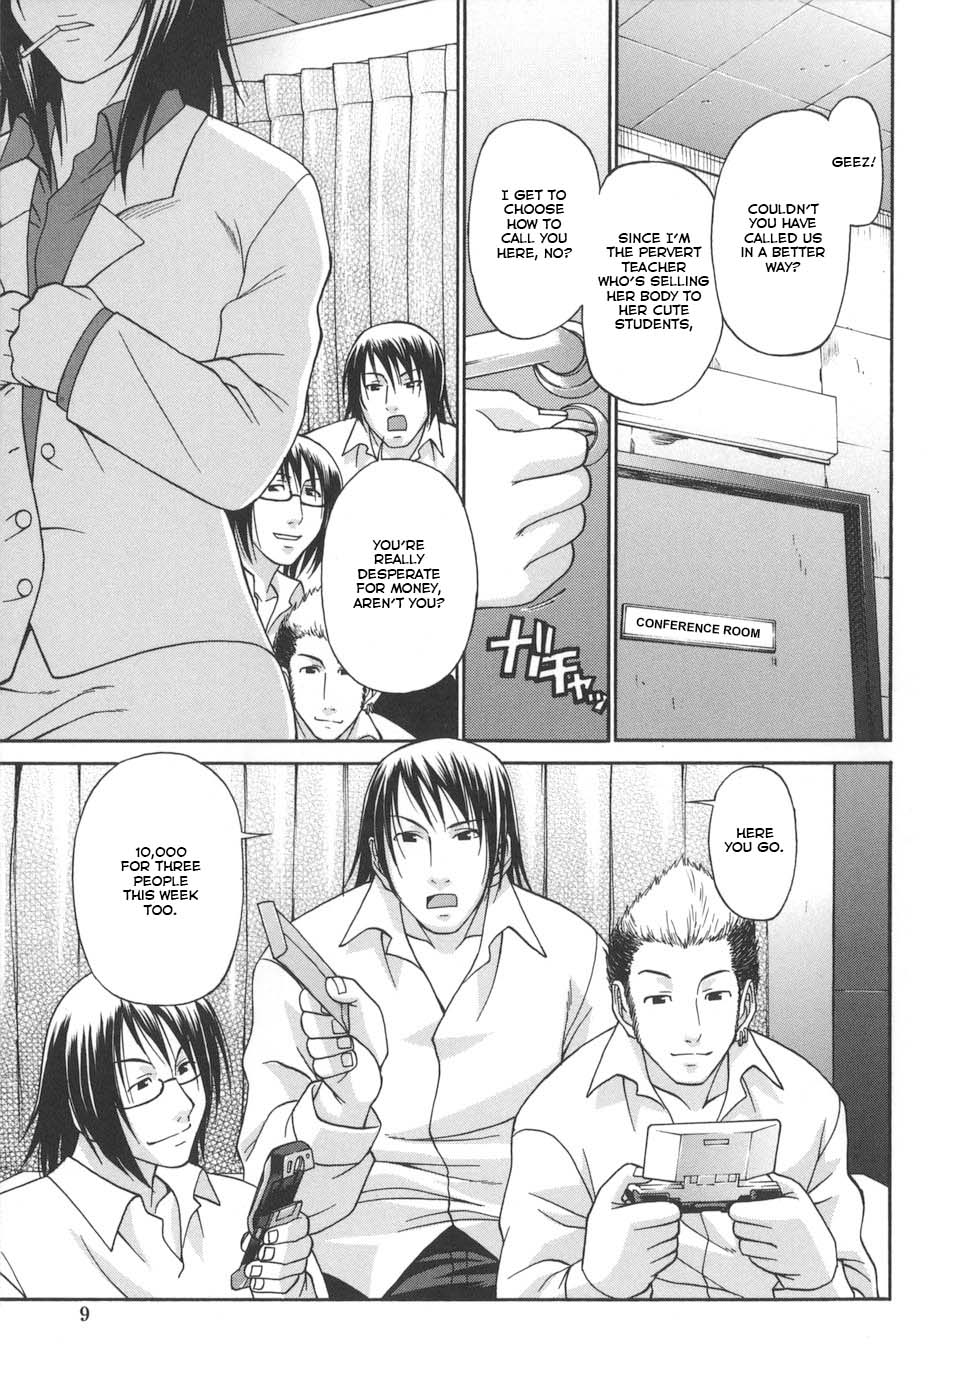 GEEZ!
COULDN'T
YOU HAVE
CALLED US
IN A BETTER
WAY?
SINCE I'M
THE PERVERT
TEACHER
WHO'S SELLING
HER BODY TO
HER CUTE
STUDENTS,
I GET TO
CHOOSE
HOW TO
CALL YOU
HERE, NO?
CONFERENCE ROOM
ガチャッ
YOU'RE
REALLY
DESPERATE
FOR MONEY,
AREN'T YOU?
HERE
YOU GO.
10,000
FOR THREE
PEOPLE
THIS WEEK
TOO.
9